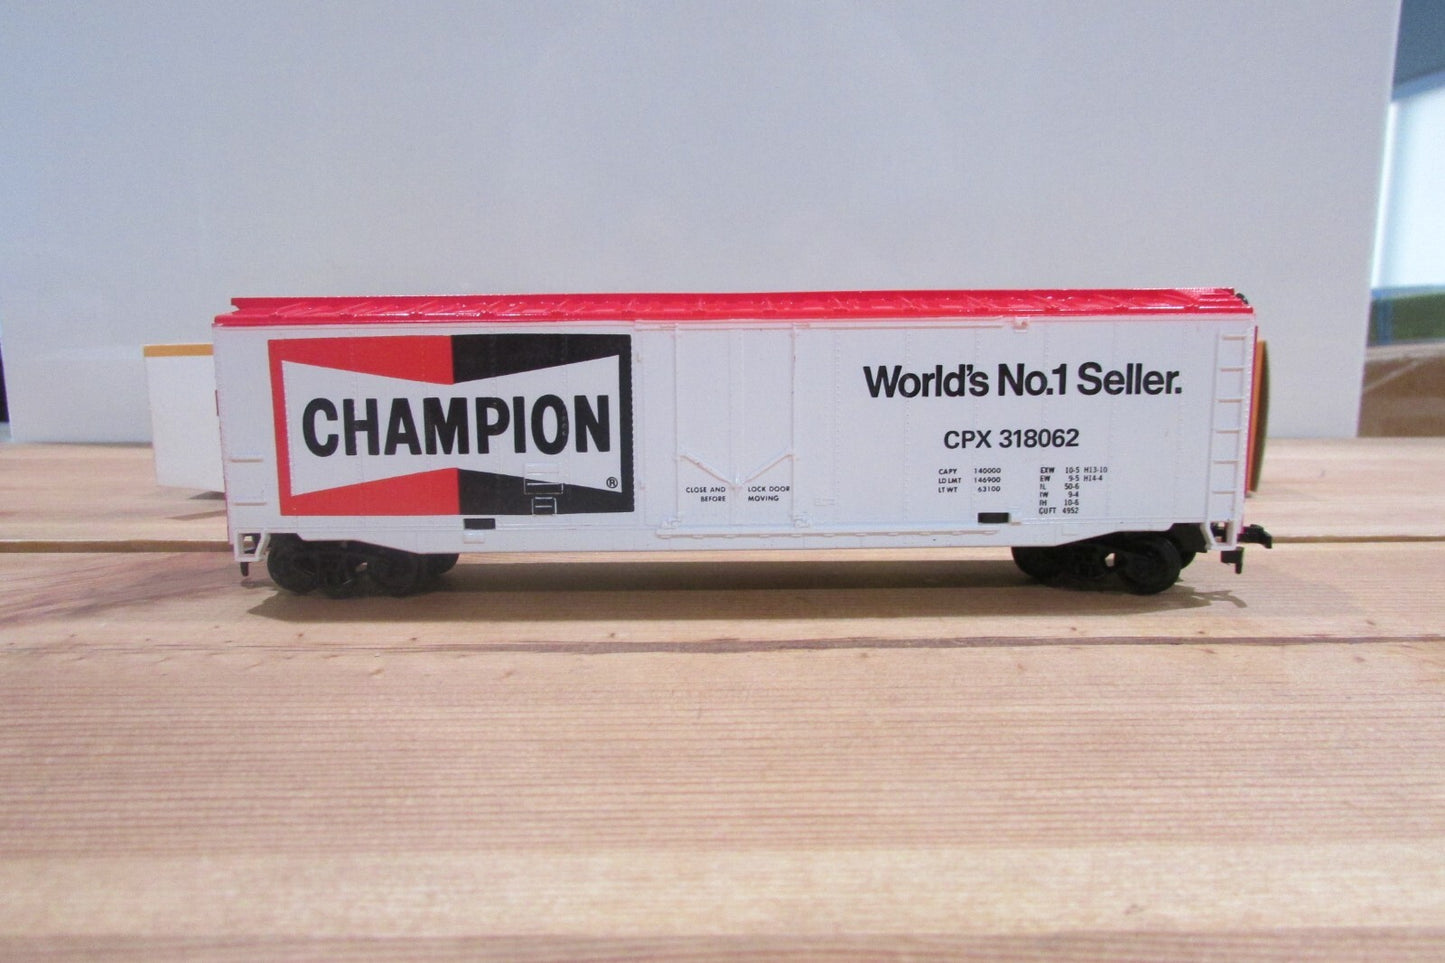 CHAMPION
®
World's No.1 Seller.
CPX 318062
CAPY 140000
LD LMT 146900
LT WT 63100
EXW 10-5 H13-10
EW 9-5 H14-4
IL 50-6
IW 9-4
IH 10-6
CUFT 4952
CLOSE AND LOCK DOOR
BEFORE MOVING